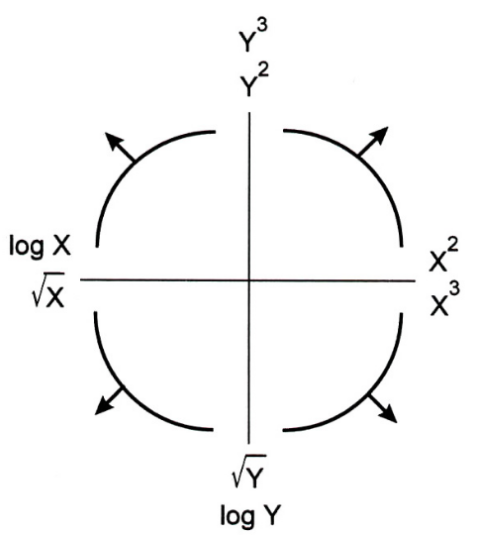 Y³
Y²
log X
√X
X²
X³
√Y
log Y